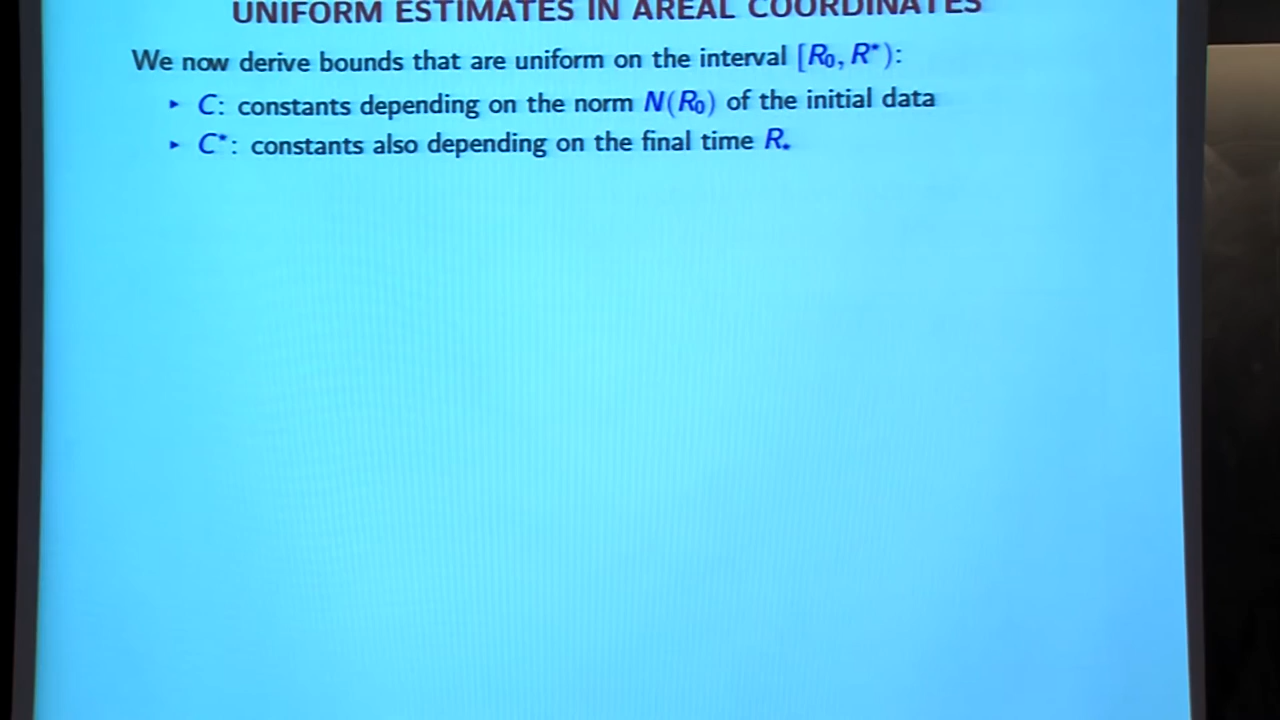 UNIFORM ESTIMATES IN AREAL COORDINATES
We now derive bounds that are uniform on the interval [R₀, R*):
▸ C: constants depending on the norm N(R₀) of the initial data
▸ C*: constants also depending on the final time R⁎